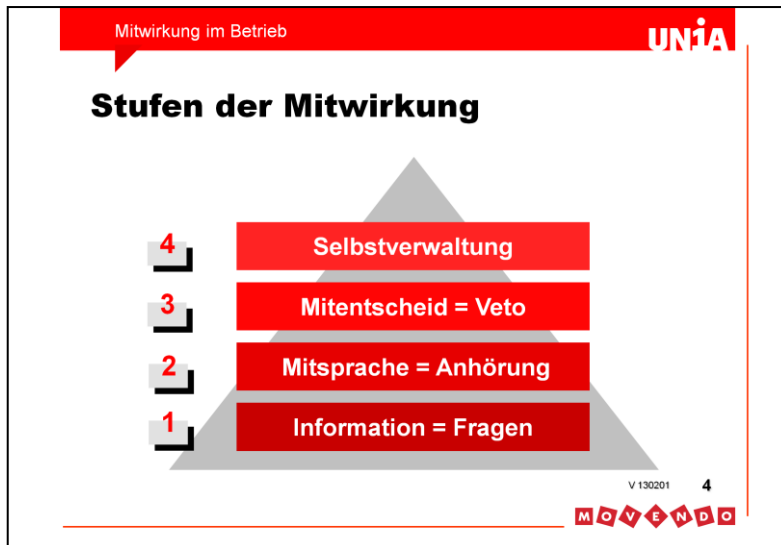 Mitwirkung im Betrieb
UNiA
Stufen der Mitwirkung
4
Selbstverwaltung
3
Mitentscheid = Veto
2
Mitsprache = Anhörung
1
Information = Fragen
V 130201
4
MOVENDO